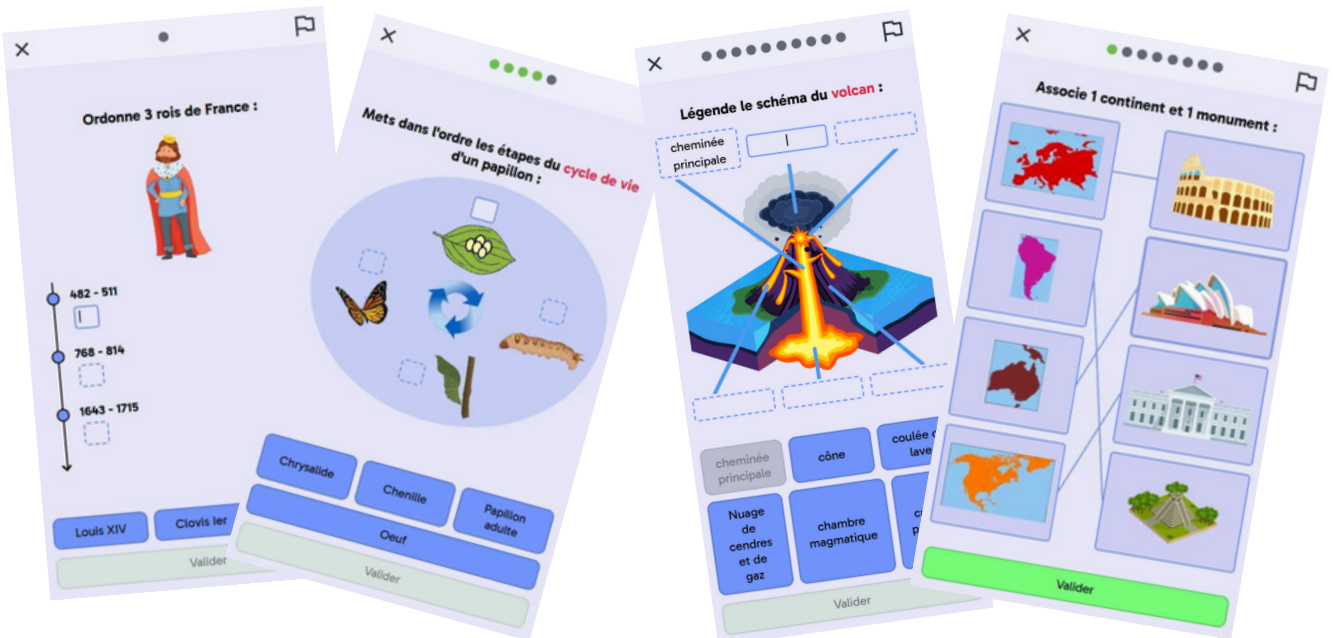 Ordonne 3 rois de France :
482 - 511
768 - 814
1643 - 1715
Louis XIV
Clovis Ier
Valider
Mets dans l'ordre les étapes du cycle de vie
d'un papillon :
Chrysalide
Chenille
Papillon
adulte
Oeuf
Valider
Légende le schéma du volcan :
cheminée
principale
cheminée
principale
cône
coulée
lave
Nuage
de
cendres
et de
gaz
chambre
magmatique
Valider
Associe 1 continent et 1 monument :
Valider